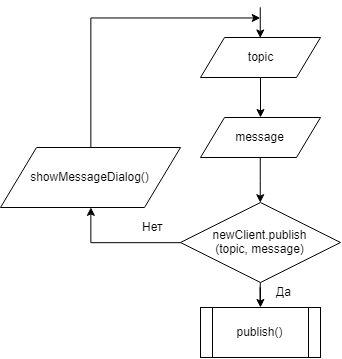 topic
message
showMessageDialog()
newClient.publish
(topic, message)
Нет
Да
publish()